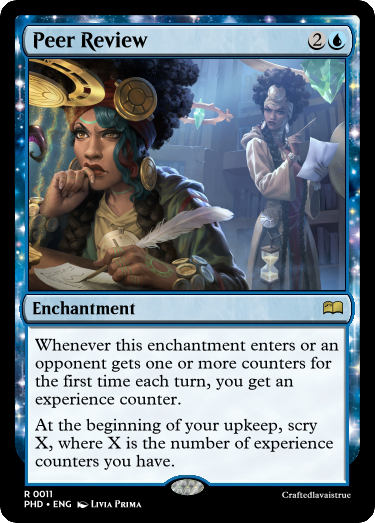 Peer Review 2
Enchantment
Whenever this enchantment enters or an
opponent gets one or more counters for
the first time each turn, you get an
experience counter.
At the beginning of your upkeep, scry
X, where X is the number of experience
counters you have.
R 0011
PHD • ENG Livia Prima
Craftedlavaistrue